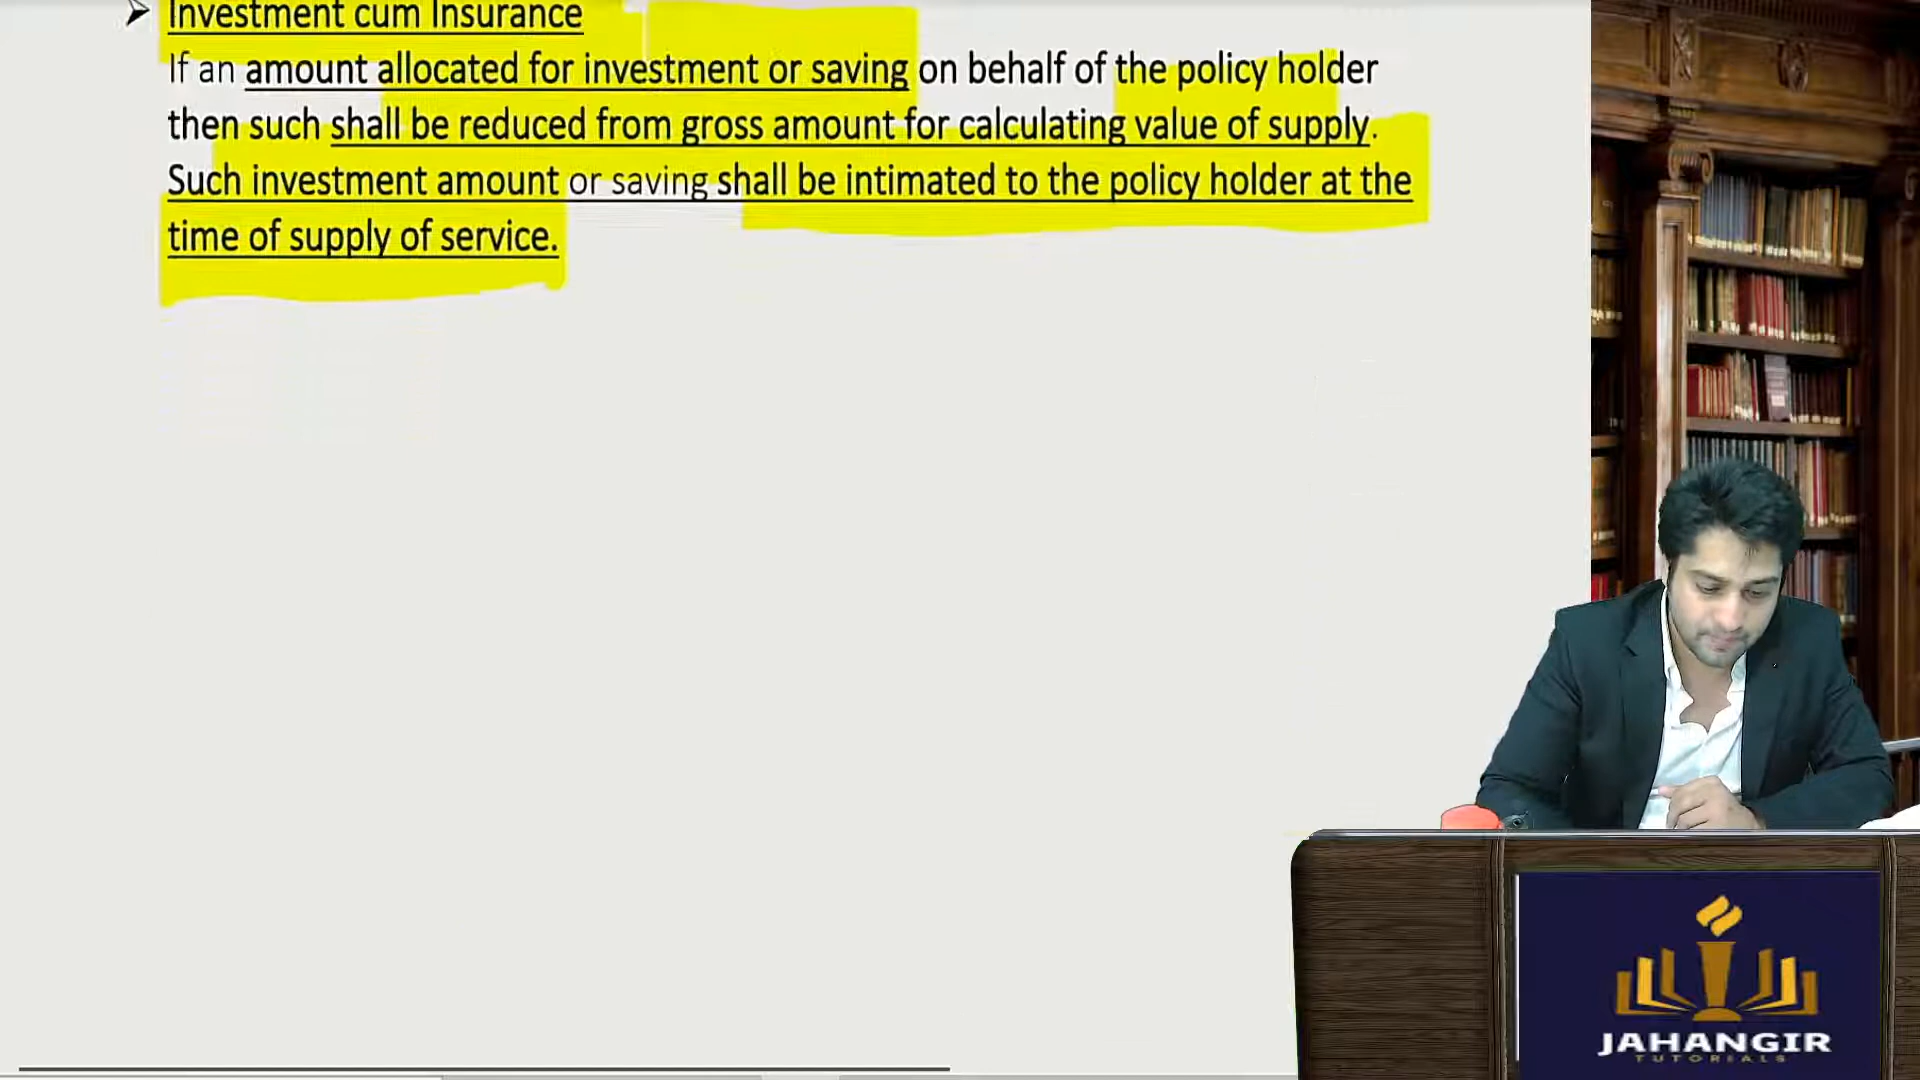 ➤ Investment cum Insurance
If an amount allocated for investment or saving on behalf of the policy holder
then such shall be reduced from gross amount for calculating value of supply.
Such investment amount or saving shall be intimated to the policy holder at the
time of supply of service.
JAHANGIR
TUTORIALS